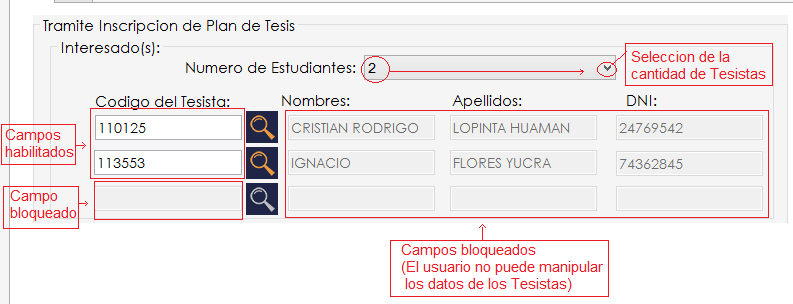 Tramite Inscripcion de Plan de Tesis
Interesado(s):
Numero de Estudiantes: 2
Seleccion de la
cantidad de Tesistas
Codigo del Tesista: Nombres: Apellidos: DNI:
Campos
habilitados
110125 CRISTIAN RODRIGO LOPINTA HUAMAN 24769542
113553 IGNACIO FLORES YUCRA 74362845
Campo
bloqueado
Campos bloqueados
(El usuario no puede manipular
los datos de los Tesistas)